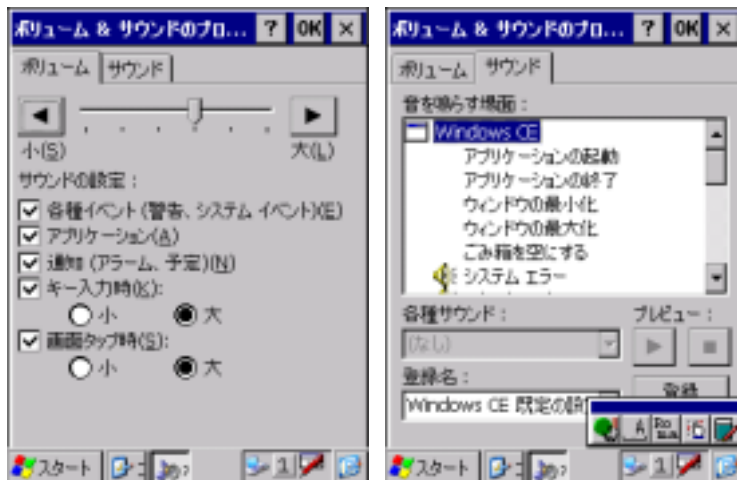 ボリューム & サウンドのプロ... ? OK ×
ボリューム サウンド
小(S) 大(L)
サウンドの設定：
各種イベント (警告、システム イベント)(E)
アプリケーション(A)
通知 (アラーム、予定)(N)
キー入力時(K):
小 大
画面タップ時(S):
小 大
スタート
ボリューム & サウンドのプロ... ? OK ×
ボリューム サウンド
音を鳴らす場面：
Windows CE
アプリケーションの起動
アプリケーションの終了
ウィンドウの最小化
ウィンドウの最大化
ごみ箱を空にする
システム エラー
各種サウンド： プレビュー：
(なし)
登録名： 登録
Windows CE 既定の設
A Ro
スタート